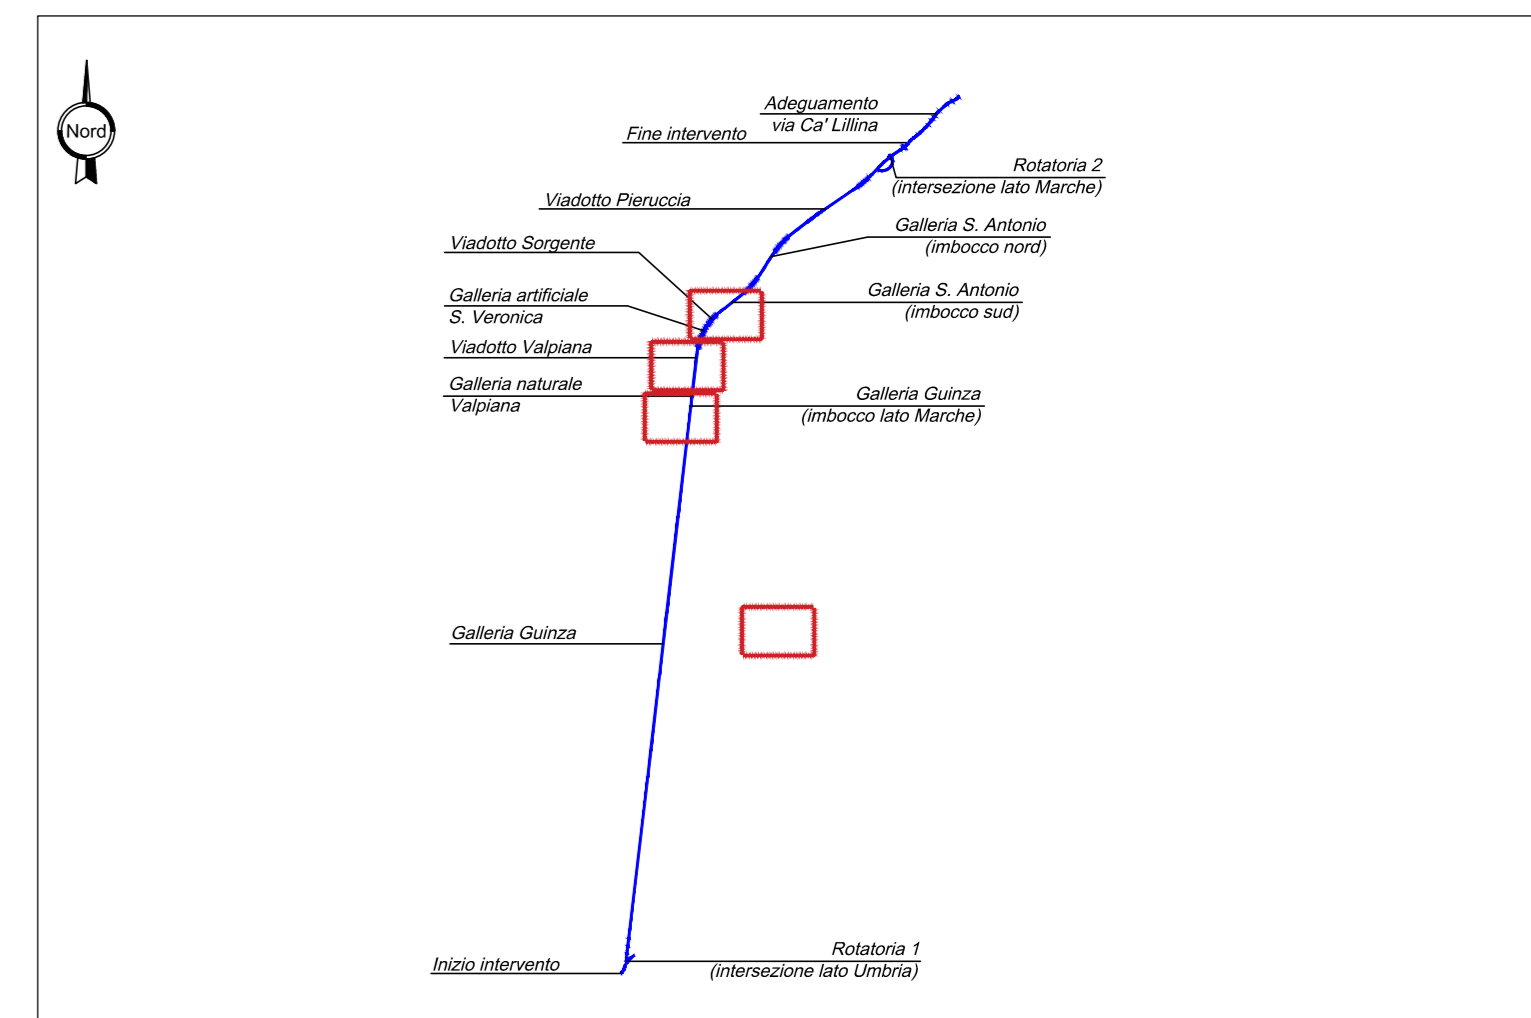 Nord
Adeguamento
via Ca' Lillina
Fine intervento
Rotatoria 2
(intersezione lato Marche)
Viadotto Pieruccia
Galleria S. Antonio
(imbocco nord)
Viadotto Sorgente
Galleria artificiale
S. Veronica
Galleria S. Antonio
(imbocco sud)
Viadotto Valpiana
Galleria naturale
Valpiana
Galleria Guinza
(imbocco lato Marche)
Galleria Guinza
Inizio intervento
Rotatoria 1
(intersezione lato Umbria)